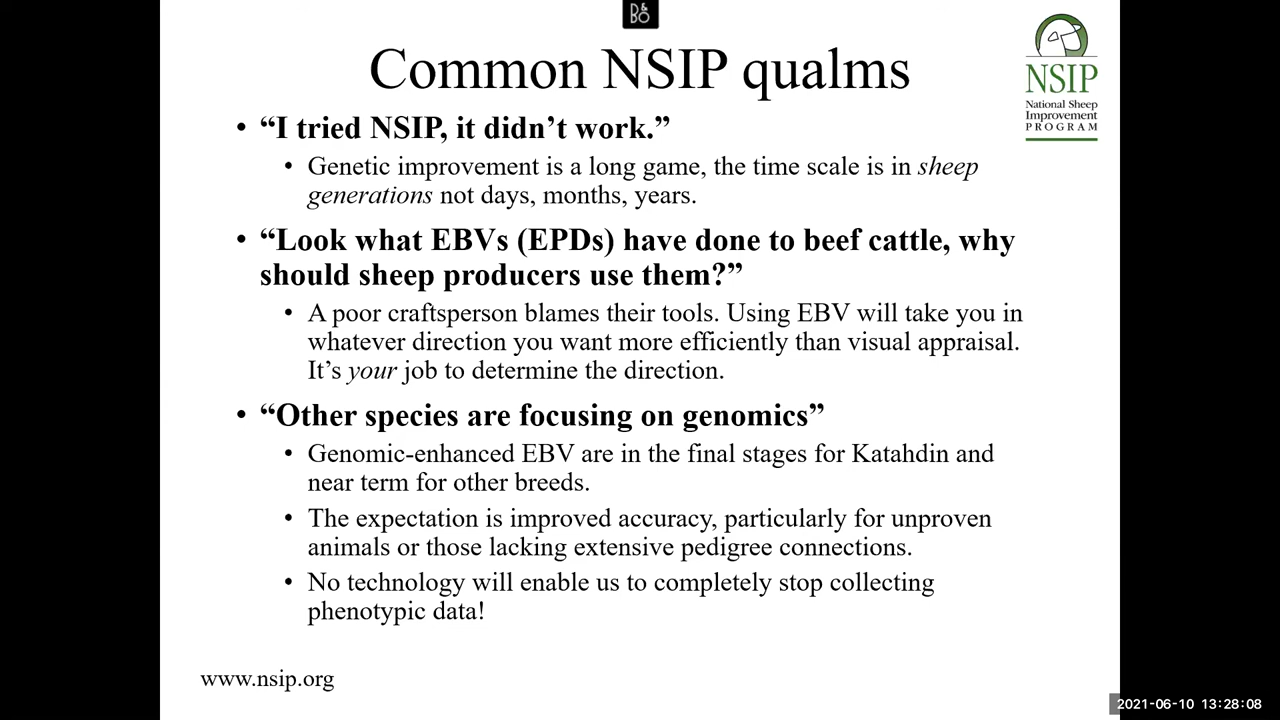 B&O
Common NSIP qualms
NSIP
National Sheep
Improvement
PROGRAM
• “I tried NSIP, it didn’t work.”
• Genetic improvement is a long game, the time scale is in sheep
generations not days, months, years.
• “Look what EBVs (EPDs) have done to beef cattle, why
should sheep producers use them?”
• A poor craftsperson blames their tools. Using EBV will take you in
whatever direction you want more efficiently than visual appraisal.
It’s your job to determine the direction.
• “Other species are focusing on genomics”
• Genomic-enhanced EBV are in the final stages for Katahdin and
near term for other breeds.
• The expectation is improved accuracy, particularly for unproven
animals or those lacking extensive pedigree connections.
• No technology will enable us to completely stop collecting
phenotypic data!
www.nsip.org
2021-06-10 13:28:08